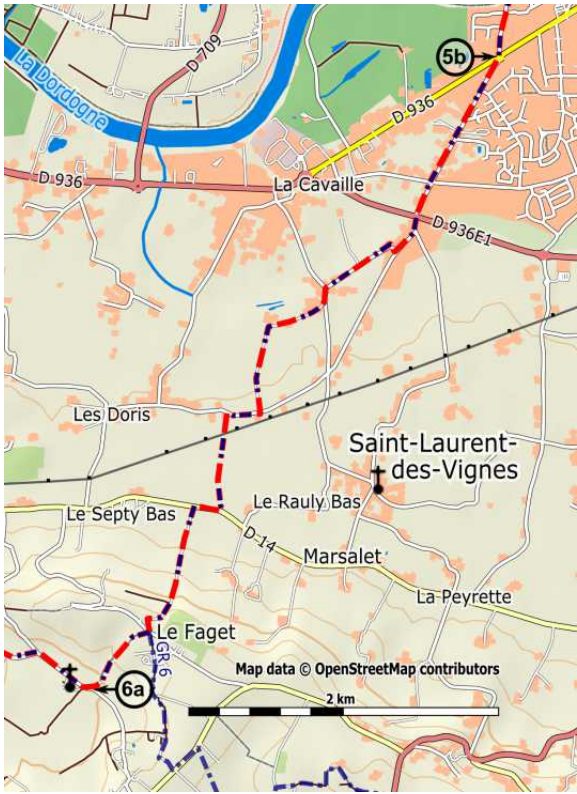 5b
D 709
La Dordogne
D 936
D 936
La Cavaille
D 936E1
Les Doris
Saint-Laurent-
des-Vignes
Le Rauly Bas
Le Septy Bas
D 14
Marsalet
La Peyrette
Le Faget
GR 6
Map data © OpenStreetMap contributors
6a
2 km